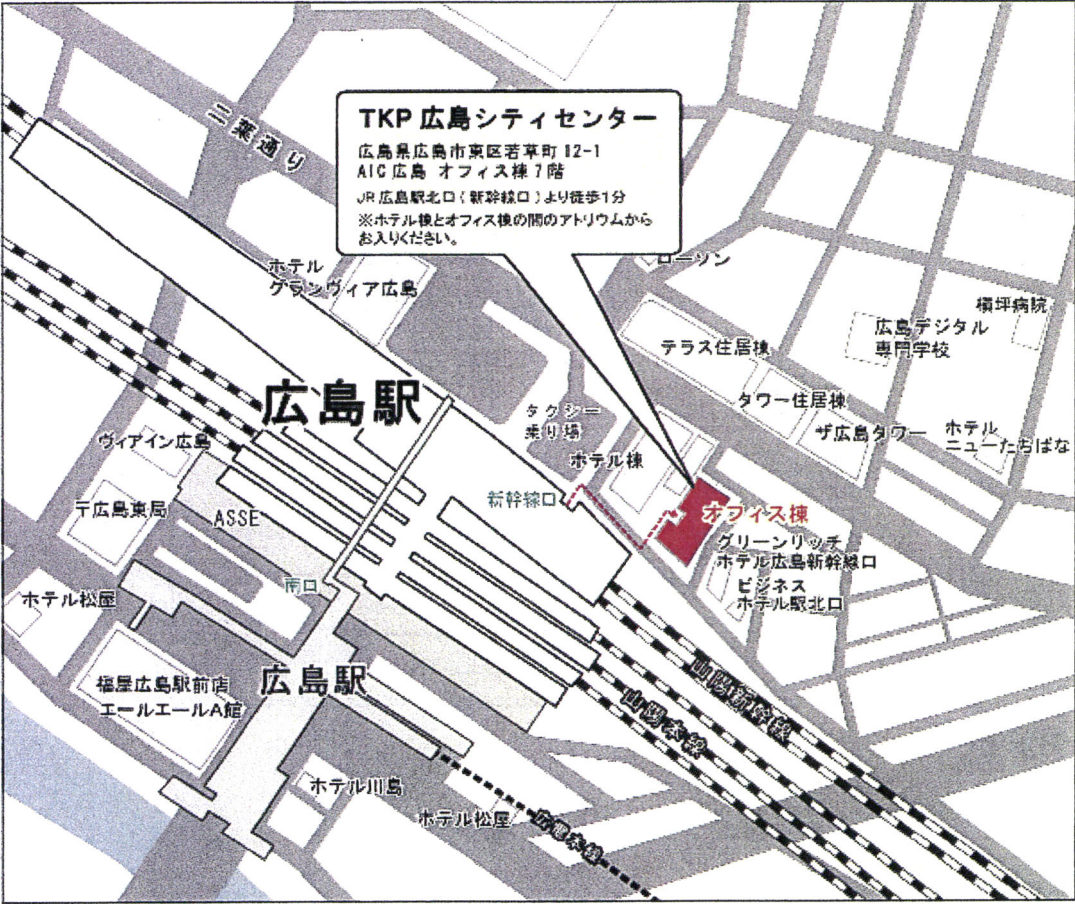 二葉通り
TKP 広島シティセンター
広島県広島市東区若草町 12-1
AIC 広島 オフィス棟 7 階
JR 広島駅北口(新幹線口)より徒歩1分
※ホテル棟とオフィス棟の間のアトリウムから
お入りください。
ローソン
ホテル
グランヴィア広島
槇坪病院
広島デジタル
専門学校
テラス住居棟
広島駅
タクシー
乗り場
タワー住居棟
ザ広島タワー
ホテル
ニューたちばな
ヴィアイン広島
ホテル棟
新幹線口
〒広島東局
ASSE
オフィス棟
グリーンリッチ
ホテル広島新幹線口
ビジネス
ホテル駅北口
南口
ホテル松屋
広島駅
福屋広島駅前店
エールエールA館
山陽新幹線
山陽本線
ホテル川島
ホテル松屋
広電本線